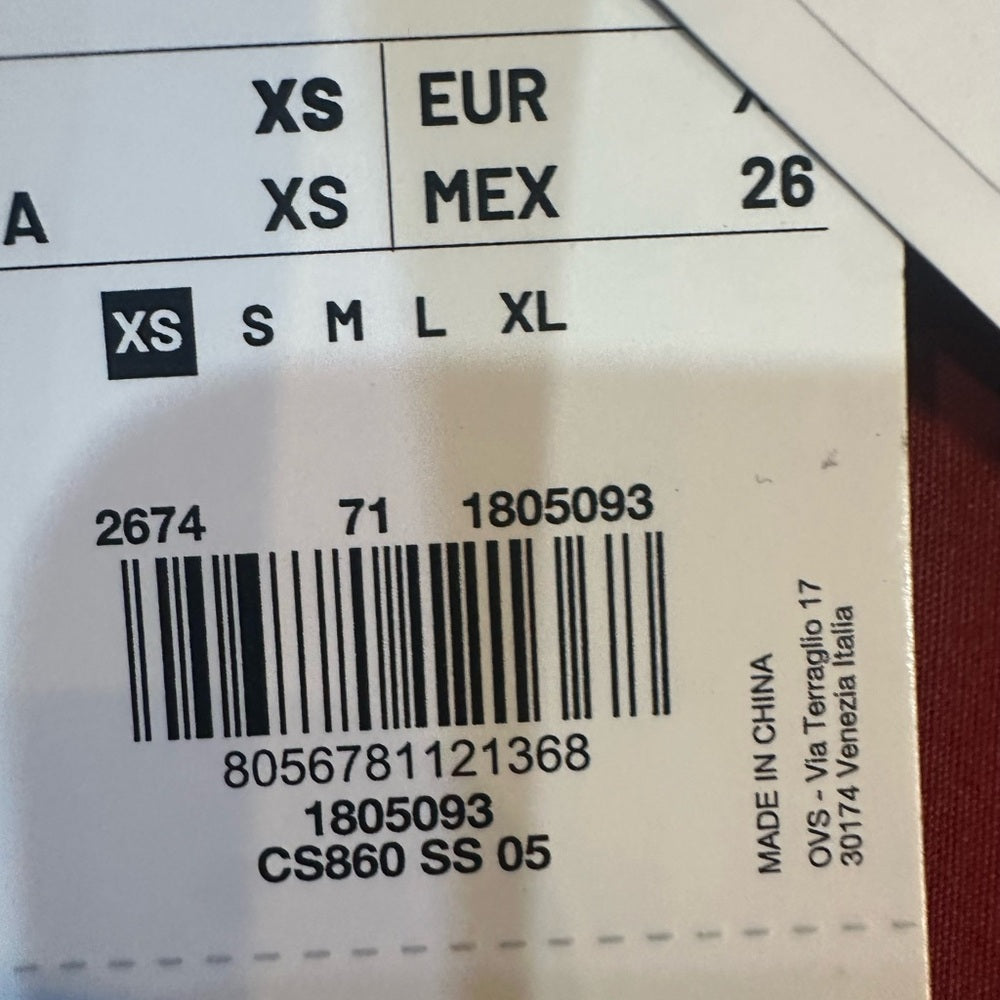 XS EUR
A XS MEX 26
XS S M L XL
2674 71 1805093
8056781121368
1805093
CS860 SS 05
MADE IN CHINA
OVS - Via Terraglio 17
30174 Venezia Italia